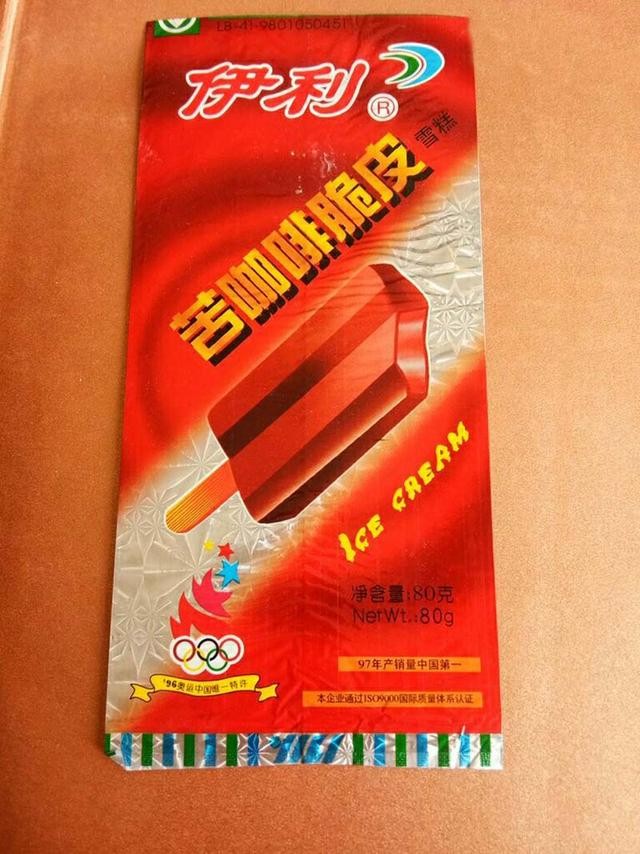 LB-41-9801050451
伊利®
苦咖啡脆皮
雪糕
ICE CREAM
净含量:80克
NetWt.:80g
'96奥运中国唯一特许
97年产销量中国第一
本企业通过ISO9000国际质量体系认证